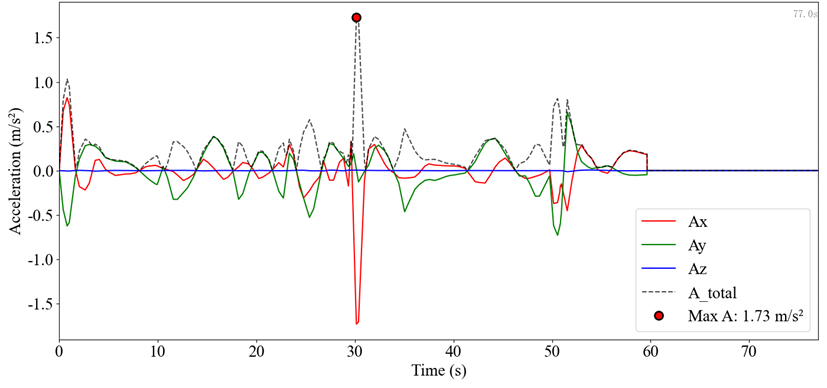 77.0s
1.5
1.0
0.5
0.0
-0.5
-1.0
-1.5
Acceleration (m/s²)
Ax
Ay
Az
A_total
Max A: 1.73 m/s²
0 10 20 30 40 50 60 70
Time (s)